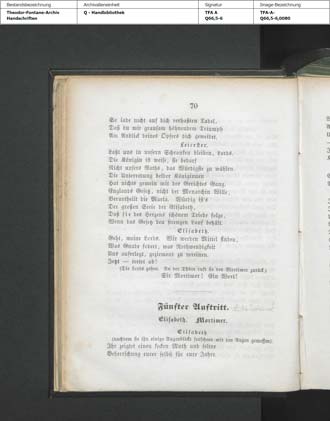 Bestandsbezeichnung
Archivalieneinheit
Signatur
Image-Bezeichnung
Theodor-Fontane-Archiv
Handschriften
Q - Handbibliothek
TFA A
Q66,5-6
TFA-A-
Q66,5-6,0080
70
So lade nicht auf dich verhaßten Tadel,
Daß du mit grausam höhnendem Triumph
Am Anblick deines Opfers dich geweidet.
Leicester.
Laßt uns in unsern Schranken bleiben, Lords.
Die Königin ist weise, sie bedarf
Nicht unsers Raths, das Würdigste zu wählen.
Die Unterredung beider Königinnen
Hat nichts gemein mit des Gerichtes Gang.
Englands Gesetz, nicht der Monarchin Wille,
Verurtheilt die Maria. Würdig ist's
Der großen Seele der Elisabeth,
Daß sie des Herzens schönem Triebe folge,
Wenn das Gesetz den strengen Lauf behält.
Elisabeth.
Geht, meine Lords. Wir werden Mittel finden,
Was Gnade fodert, was Nothwendigkeit
Uns auferlegt, geziemend zu vereinen.
Jetzt — tretet ab!
(Die Lords gehen. An der Thüre ruft sie den Mortimer zurück;)
Sir Mortimer! Ein Wort!
Fünfter Auftritt.
Elisabeth. Mortimer.
Elisabeth
(nachdem sie ihn einige Augenblicke forschend mit den Augen gemessen)
Ihr zeigtet einen kecken Muth und seltne
Beherrschung eurer selbst für eure Jahre.